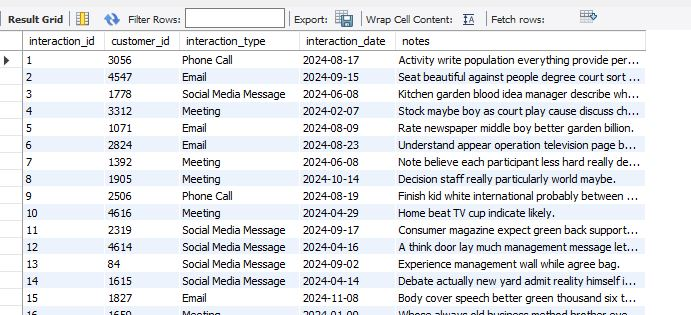 Result Grid Filter Rows: Export: Wrap Cell Content: Fetch rows:
interaction_id customer_id interaction_type interaction_date notes
1 3056 Phone Call 2024-08-17 Activity write population everything provide per...
2 4547 Email 2024-09-15 Seat beautiful against people degree court sort ...
3 1778 Social Media Message 2024-06-08 Kitchen garden blood idea manager describe wh...
4 3312 Meeting 2024-02-07 Stock maybe boy as court play cause discuss ch...
5 1071 Email 2024-08-09 Rate newspaper middle boy better garden billion.
6 2824 Email 2024-08-23 Understand appear operation television page b...
7 1392 Meeting 2024-06-08 Note believe each participant less hard really de...
8 1905 Meeting 2024-10-14 Decision staff really particularly world maybe.
9 2506 Phone Call 2024-08-19 Finish kid white international probably between ...
10 4616 Meeting 2024-04-29 Home beat TV cup indicate likely.
11 2319 Social Media Message 2024-09-17 Consumer magazine expect green back support...
12 4614 Social Media Message 2024-04-16 A think door lay much management message let...
13 84 Social Media Message 2024-09-02 Experience management wall while agree bag.
14 1615 Social Media Message 2024-04-14 Debate actually new yard admit reality himself i...
15 1827 Email 2024-11-08 Body cover speech better green thousand six t...